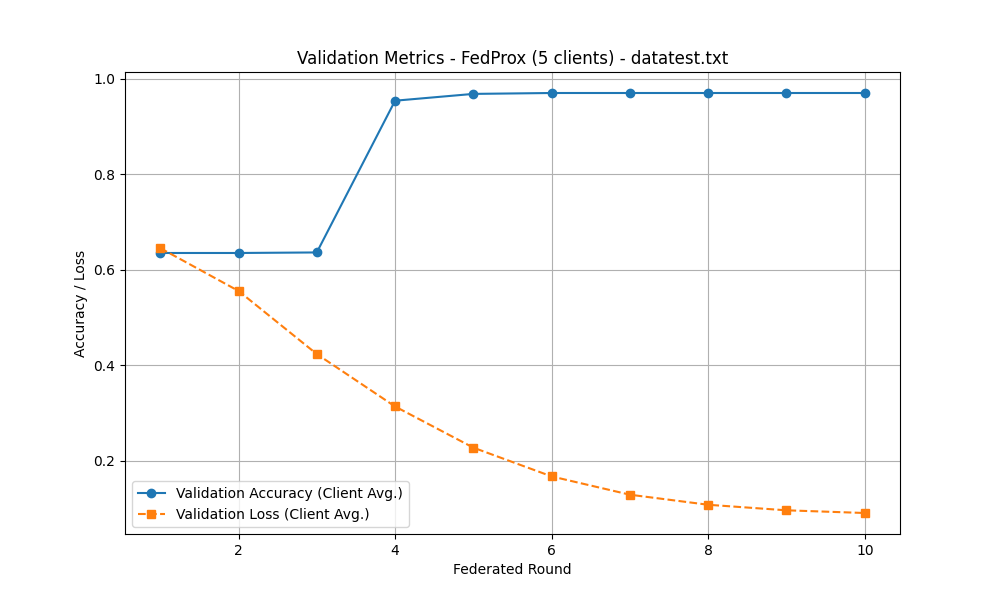 Validation Metrics - FedProx (5 clients) - datatest.txt
Accuracy / Loss
1.0
0.8
0.6
0.4
0.2
Validation Accuracy (Client Avg.)
Validation Loss (Client Avg.)
2 4 6 8 10
Federated Round